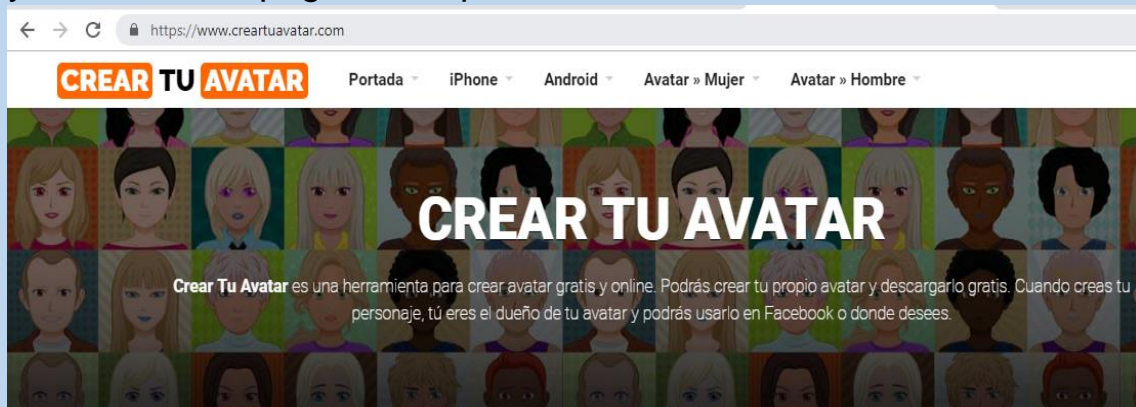 https://www.creartuavatar.com
CREAR TU AVATAR Portada iPhone Android Avatar » Mujer Avatar » Hombre
CREAR TU AVATAR
Crear Tu Avatar es una herramienta para crear avatar gratis y online. Podrás crear tu propio avatar y descargarlo gratis. Cuando creas tu
personaje, tú eres el dueño de tu avatar y podrás usarlo en Facebook o donde desees.